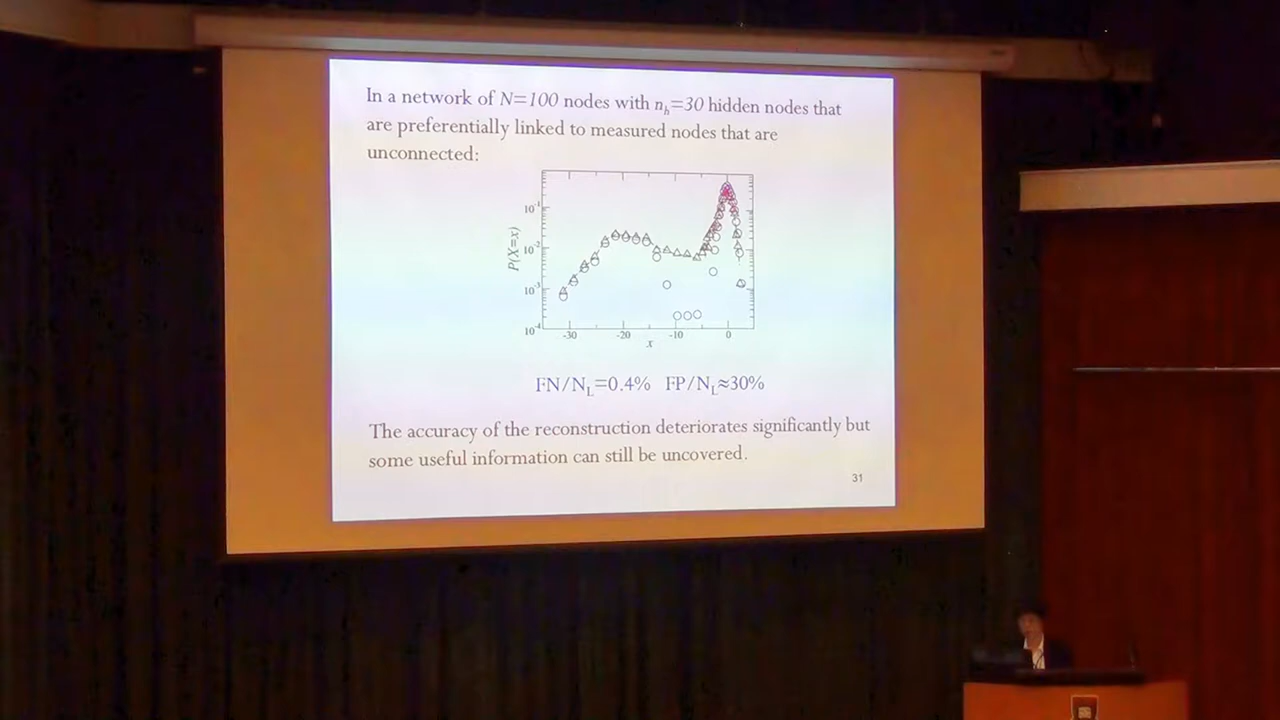 In a network of N=100 nodes with nₕ=30 hidden nodes that
are preferentially linked to measured nodes that are
unconnected:
10⁻¹
10⁻²
10⁻³
10⁻⁴
P(X=x)
-30 -20 -10 0
x
FN/N_L=0.4% FP/N_L≈30%
The accuracy of the reconstruction deteriorates significantly but
some useful information can still be uncovered.
31